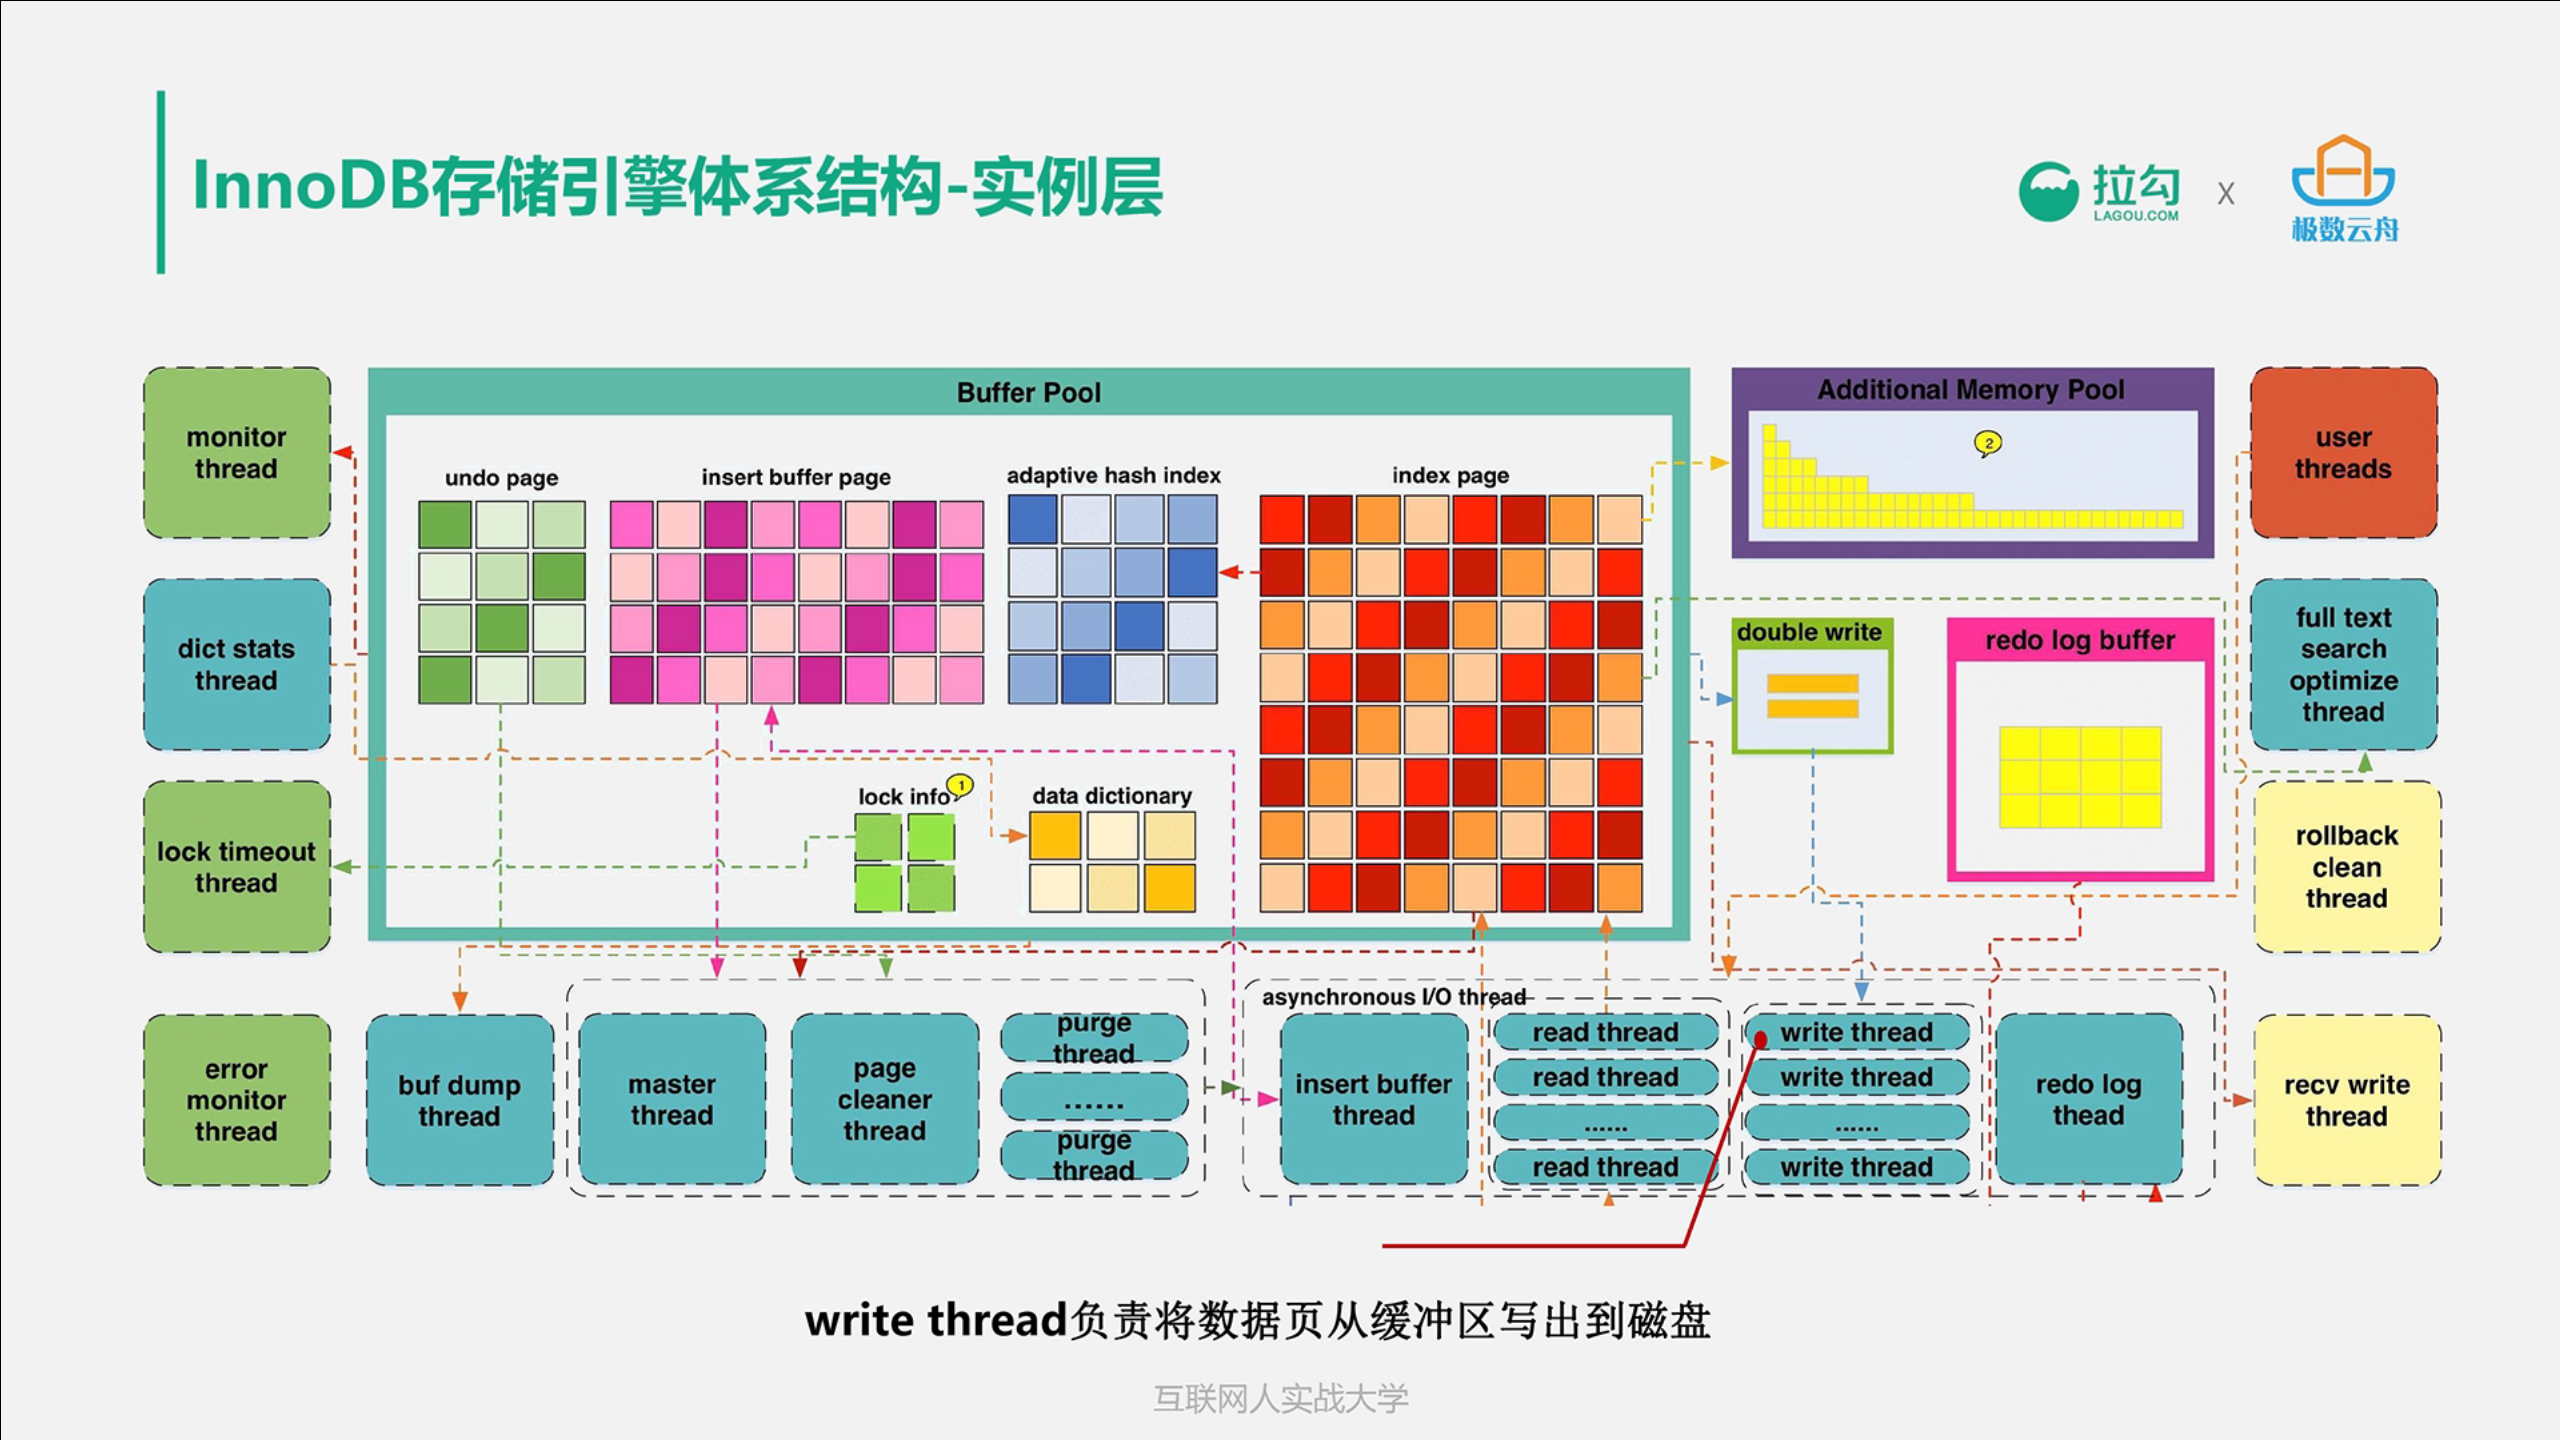 InnoDB存储引擎体系结构-实例层
拉勾
LAGOU.COM
X
极数云舟
monitor
thread
Buffer Pool
Additional Memory Pool
user
threads
undo page
insert buffer page
adaptive hash index
index page
2
dict stats
thread
double write
redo log buffer
full text
search
optimize
thread
lock timeout
thread
lock info
1
data dictionary
rollback
clean
thread
error
monitor
thread
buf dump
thread
master
thread
page
cleaner
thread
purge
thread
......
purge
thread
asynchronous I/O thread
insert buffer
thread
read thread
read thread
......
read thread
write thread
write thread
......
write thread
redo log
thead
recv write
thread
write thread负责将数据页从缓冲区写出到磁盘
互联网人实战大学